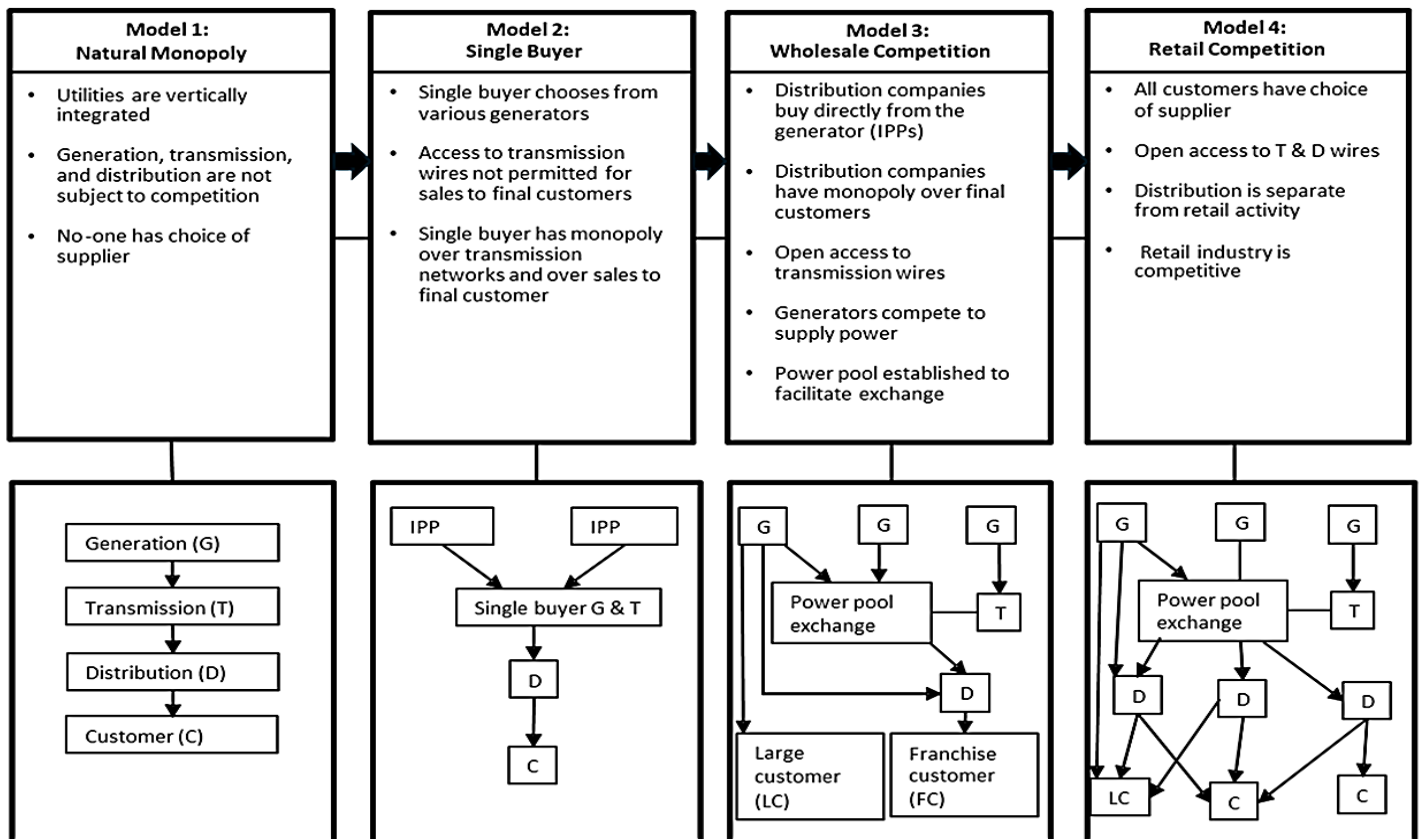 Model 1:
Natural Monopoly
• Utilities are vertically
integrated
• Generation, transmission,
and distribution are not
subject to competition
• No-one has choice of
supplier
Model 2:
Single Buyer
• Single buyer chooses from
various generators
• Access to transmission
wires not permitted for
sales to final customers
• Single buyer has monopoly
over transmission
networks and over sales to
final customer
Model 3:
Wholesale Competition
• Distribution companies
buy directly from the
generator (IPPs)
• Distribution companies
have monopoly over final
customers
• Open access to
transmission wires
• Generators compete to
supply power
• Power pool established to
facilitate exchange
Model 4:
Retail Competition
• All customers have choice
of supplier
• Open access to T & D wires
• Distribution is separate
from retail activity
• Retail industry is
competitive
Generation (G)
Transmission (T)
Distribution (D)
Customer (C)
IPP
IPP
Single buyer G & T
D
C
G
G
G
Power pool
exchange
T
D
Large
customer
(LC)
Franchise
customer
(FC)
G
G
G
Power pool
exchange
T
D
D
D
LC
C
C